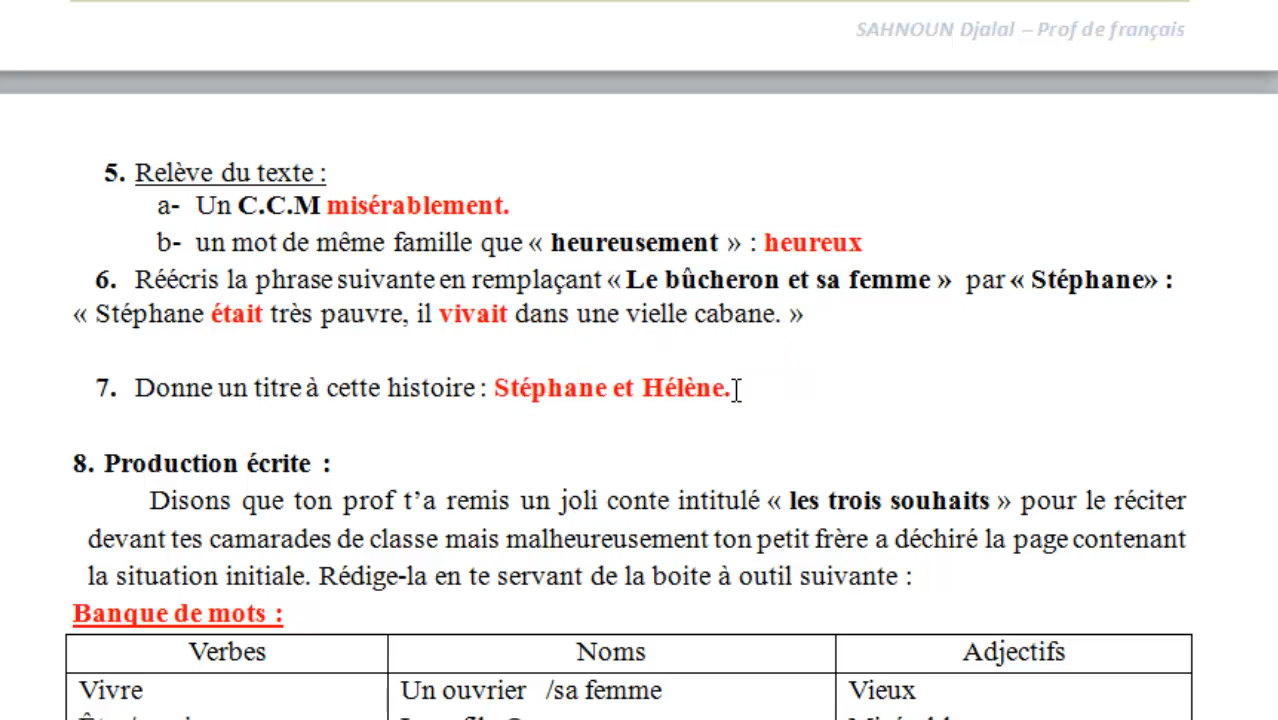 SAHNOUN Djalal – Prof de français
5. Relève du texte :
a- Un C.C.M misérablement.
b- un mot de même famille que « heureusement » : heureux
6. Réécris la phrase suivante en remplaçant « Le bûcheron et sa femme » par « Stéphane» :
« Stéphane était très pauvre, il vivait dans une vielle cabane. »
7. Donne un titre à cette histoire : Stéphane et Hélène.
8. Production écrite :
Disons que ton prof t’a remis un joli conte intitulé « les trois souhaits » pour le réciter
devant tes camarades de classe mais malheureusement ton petit frère a déchiré la page contenant
la situation initiale. Rédige-la en te servant de la boite à outil suivante :
Banque de mots :
Verbes Noms Adjectifs
Vivre Un ouvrier /sa femme Vieux